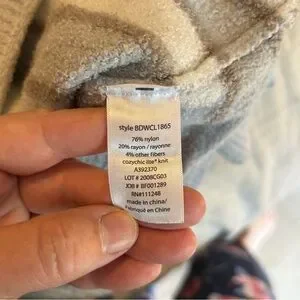 style BDWCL1865
76% nylon
20% rayon / rayonne
4% other fibers
cozychic lite® knit
A392370
LOT # 2008CG03
JOB # BF001289
RN#111248
made in china/
Fabriqué en Chine